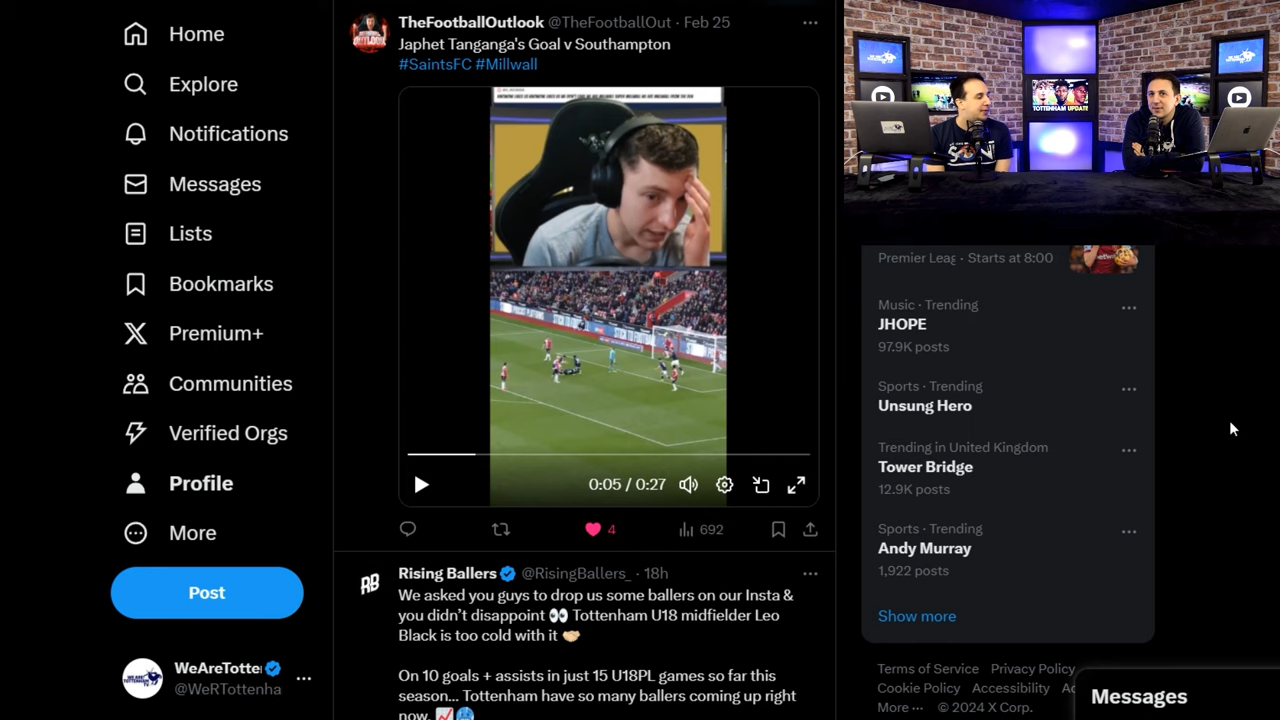 Home
Explore
Notifications
Messages
Lists
Bookmarks
Premium+
Communities
Verified Orgs
Profile
More
Post
WeAreTotte
@WeRTottenha
TheFootballOutlook @TheFootballOut · Feb 25
Japhet Tanganga's Goal v Southampton
#SaintsFC #Millwall
0:05 / 0:27
4
692
Rising Ballers @RisingBallers_ · 18h
We asked you guys to drop us some ballers on our Insta &
you didn't disappoint 👀 Tottenham U18 midfielder Leo
Black is too cold with it 🤝🏻
On 10 goals + assists in just 15 U18PL games so far this
season... Tottenham have so many ballers coming up right
now. 📈🥶
TOTTENHAM UPDATE
Premier Leag · Starts at 8:00
Music · Trending
JHOPE
97.9K posts
Sports · Trending
Unsung Hero
Trending in United Kingdom
Tower Bridge
12.9K posts
Sports · Trending
Andy Murray
1,922 posts
Show more
Terms of Service Privacy Policy
Cookie Policy Accessibility
More ··· © 2024 X Corp.
Messages